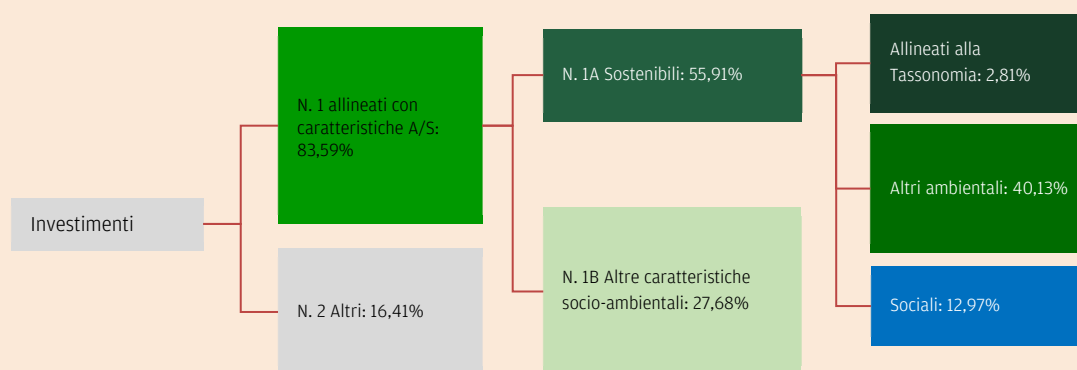 Investimenti
N. 1 allineati con
caratteristiche A/S:
83,59%
N. 2 Altri: 16,41%
N. 1A Sostenibili: 55,91%
N. 1B Altre caratteristiche
socio-ambientali: 27,68%
Allineati alla
Tassonomia: 2,81%
Altri ambientali: 40,13%
Sociali: 12,97%